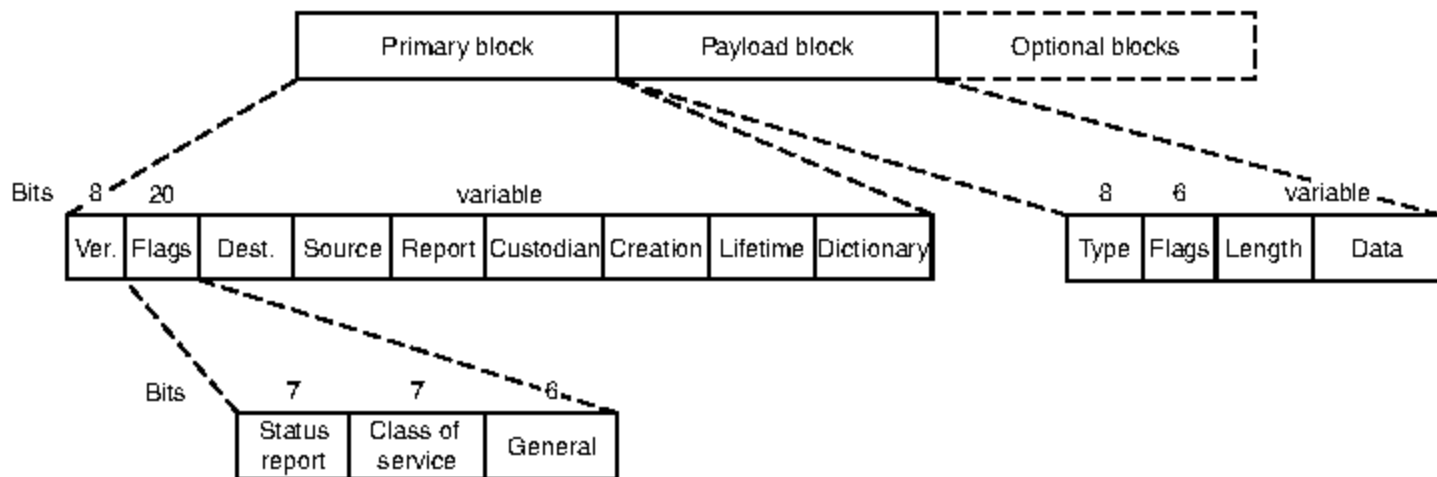 Primary block Payload block Optional blocks
Bits 8 20 variable 8 6 variable
Ver. Flags Dest. Source Report Custodian Creation Lifetime Dictionary Type Flags Length Data
Bits 7 7 6
Status report Class of service General